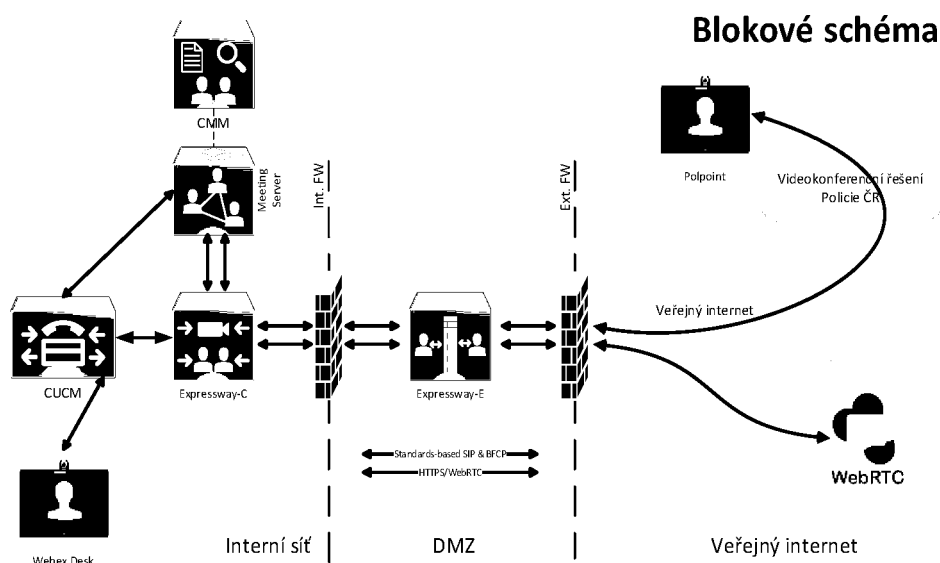 Blokové schéma
CMM
Meeting
Server
Int. FW
Ext. FW
Polpoint
Videokonferenční řešení
Policie ČR
Veřejný internet
CUCM
Expressway-C
Expressway-E
Standards-based SIP & BFCP
HTTPS/WebRTC
WebRTC
Webex Desk
Interní síť
DMZ
Veřejný internet